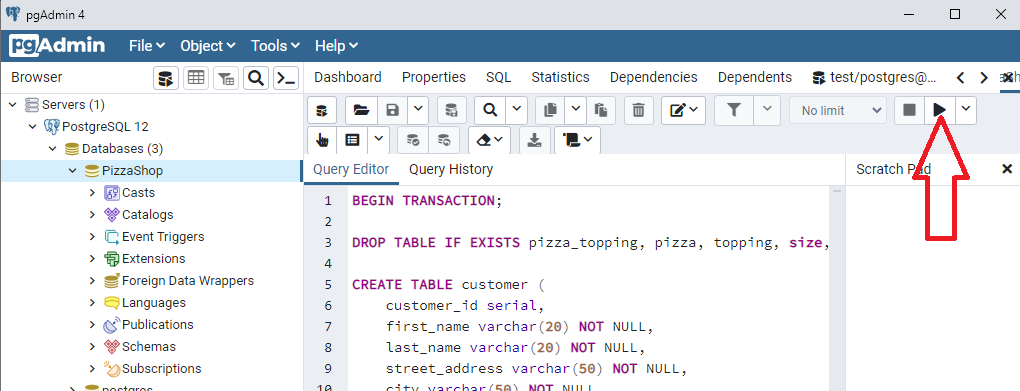 pgAdmin 4
pgAdmin File Object Tools Help
Browser Dashboard Properties SQL Statistics Dependencies Dependents test/postgres@...
Servers (1)
PostgreSQL 12
Databases (3)
PizzaShop
Casts
Catalogs
Event Triggers
Extensions
Foreign Data Wrappers
Languages
Publications
Schemas
Subscriptions
postgres
No limit
Query Editor Query History Scratch Pad
1 BEGIN TRANSACTION;
2
3 DROP TABLE IF EXISTS pizza_topping, pizza, topping, size,
4
5 CREATE TABLE customer (
6 customer_id serial,
7 first_name varchar(20) NOT NULL,
8 last_name varchar(20) NOT NULL,
9 street_address varchar(50) NOT NULL,
10 city varchar(50) NOT NULL